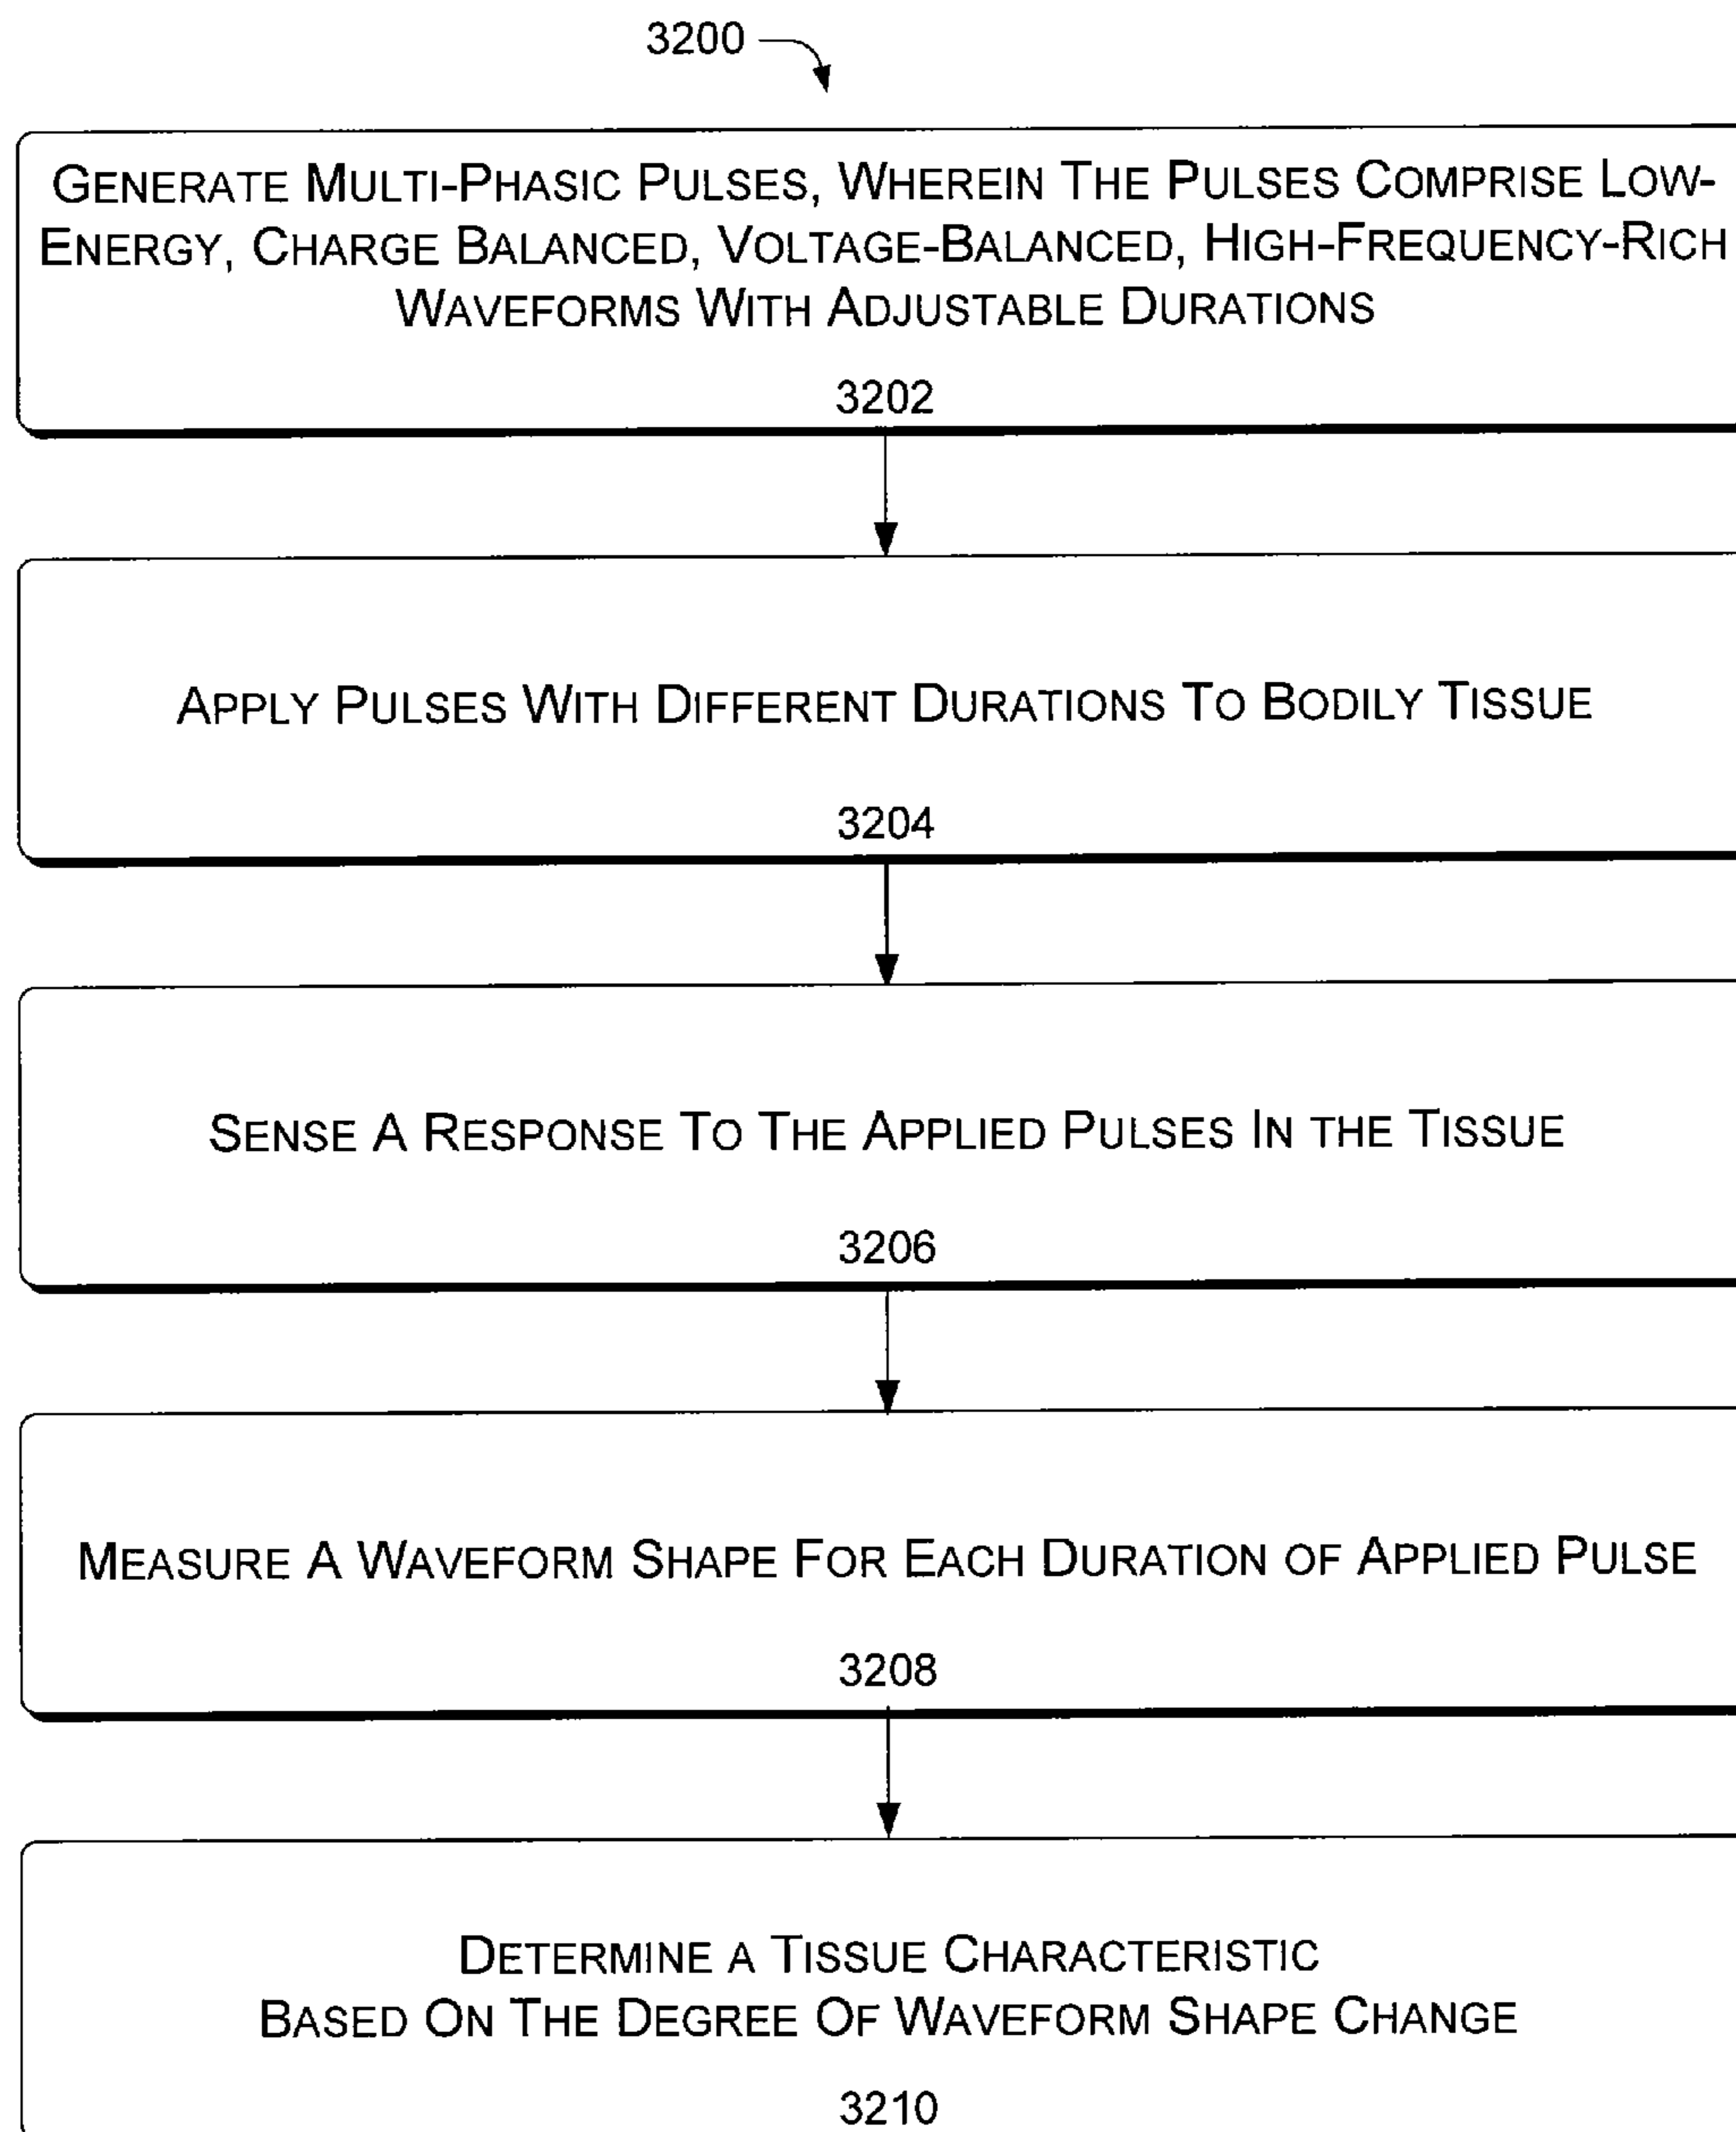 3200
GENERATE MULTI-PHASIC PULSES, WHEREIN THE PULSES COMPRISE LOW-
ENERGY, CHARGE BALANCED, VOLTAGE-BALANCED, HIGH-FREQUENCY-RICH
WAVEFORMS WITH ADJUSTABLE DURATIONS
3202
APPLY PULSES WITH DIFFERENT DURATIONS TO BODILY TISSUE
3204
SENSE A RESPONSE TO THE APPLIED PULSES IN THE TISSUE
3206
MEASURE A WAVEFORM SHAPE FOR EACH DURATION OF APPLIED PULSE
3208
DETERMINE A TISSUE CHARACTERISTIC
BASED ON THE DEGREE OF WAVEFORM SHAPE CHANGE
3210